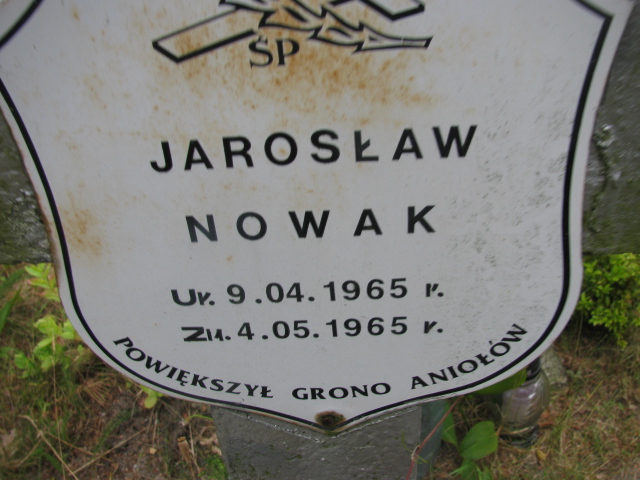 ŚP
JAROSŁAW
NOWAK
Ur. 9.04.1965 r.
Zm. 4.05.1965 r.
POWIĘKSZYŁ GRONO ANIOŁÓW